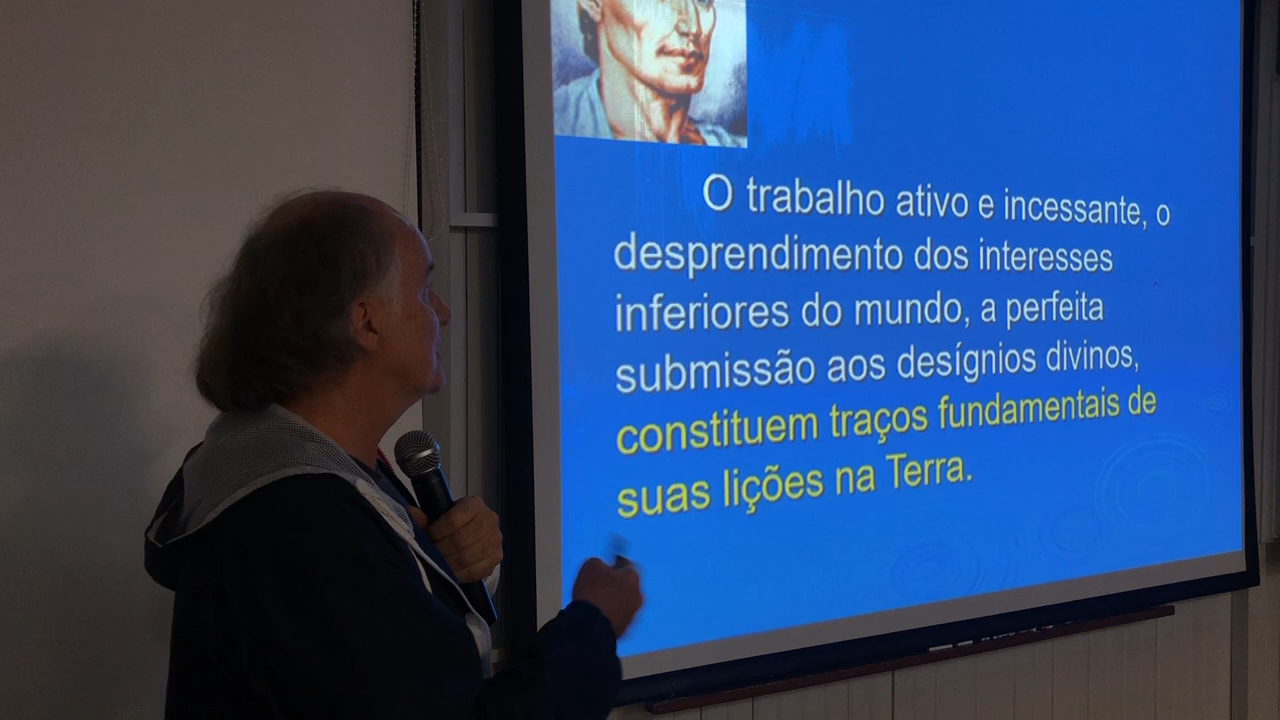 O trabalho ativo e incessante, o
desprendimento dos interesses
inferiores do mundo, a perfeita
submissão aos desígnios divinos,
constituem traços fundamentais de
suas lições na Terra.